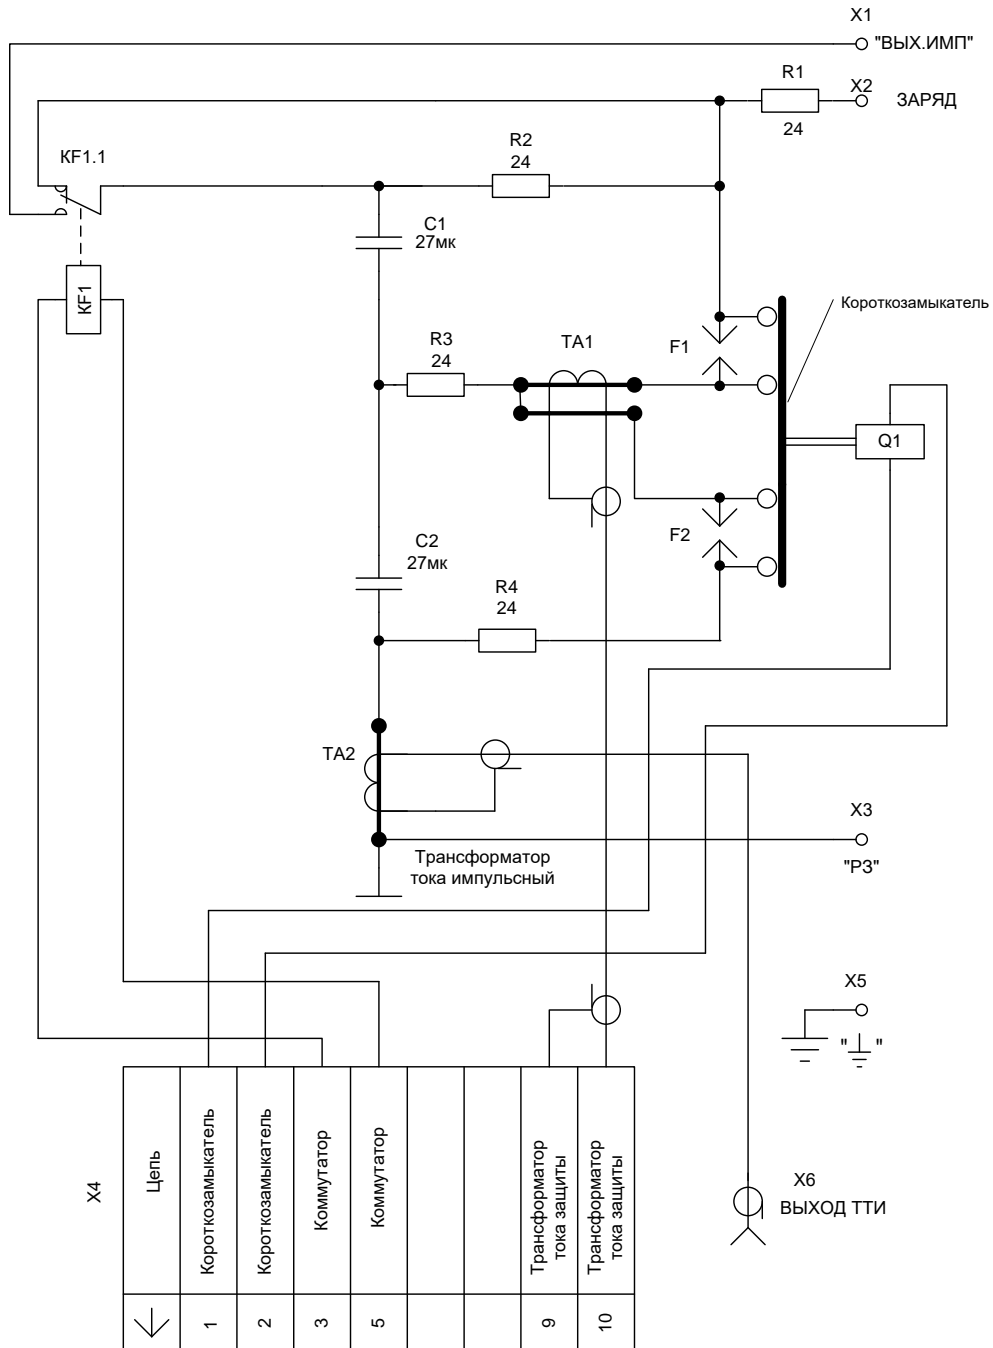 X1
"ВЫХ.ИМП"
R1
24
X2
ЗАРЯД
KF1.1
R2
24
C1
27мк
KF1
Короткозамыкатель
R3
24
TA1
F1
Q1
C2
27мк
F2
R4
24
TA2
X3
"РЗ"
Трансформатор
тока импульсный
X5
" "
X4
Цепь
Короткозамыкатель
Короткозамыкатель
Коммутатор
Коммутатор
Трансформатор
тока защиты
Трансформатор
тока защиты
X6
ВЫХОД ТТИ
1
2
3
5
9
10